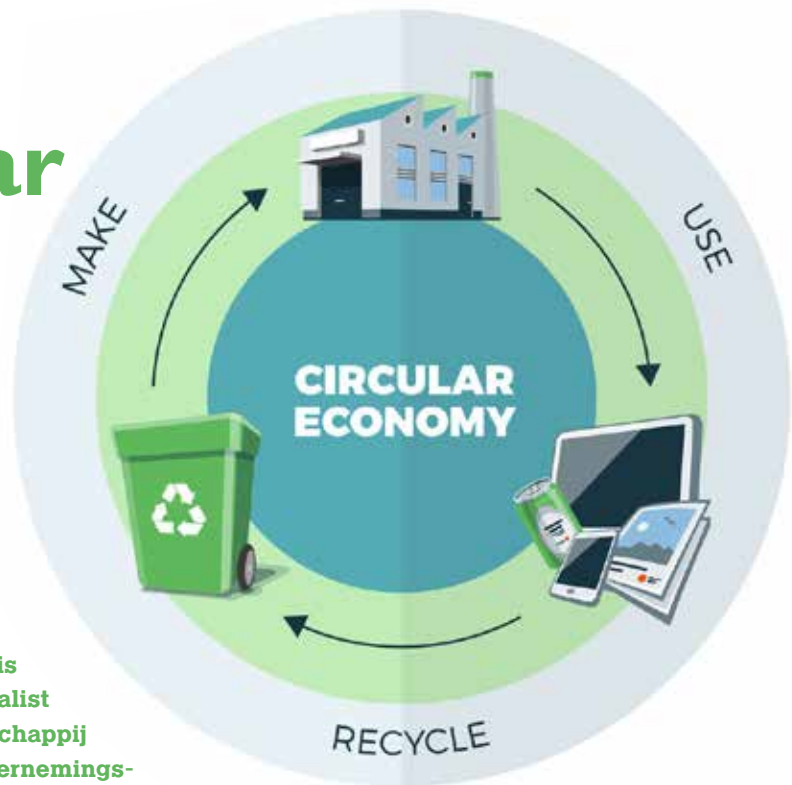 ar
MAKE
USE
CIRCULAR
ECONOMY
RECYCLE
is
alist
chappij
ernemings-